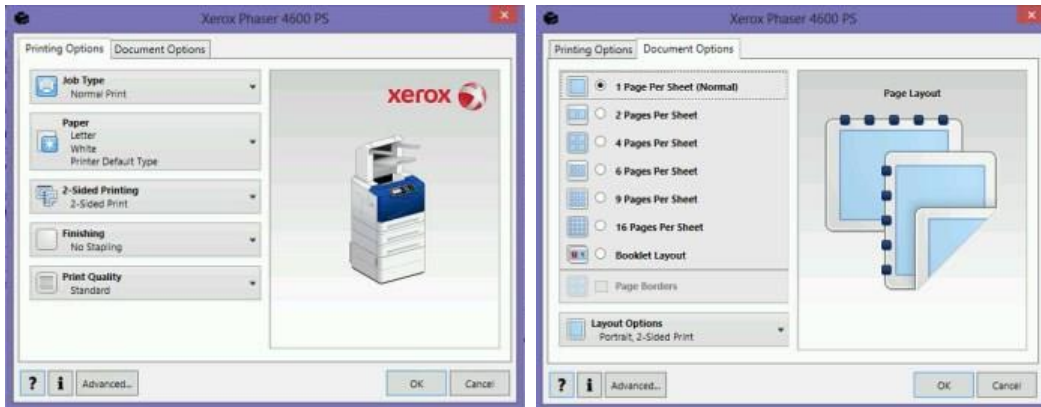 Xerox Phaser 4600 PS
Printing Options Document Options
Job Type
Normal Print
Paper
Letter
White
Printer Default Type
2-Sided Printing
2-Sided Print
Finishing
No Stapling
Print Quality
Standard
xerox
? i Advanced...
OK Cancel
Xerox Phaser 4600 PS
Printing Options Document Options
1 Page Per Sheet (Normal)
2 Pages Per Sheet
4 Pages Per Sheet
6 Pages Per Sheet
9 Pages Per Sheet
16 Pages Per Sheet
Booklet Layout
Page Borders
Layout Options
Portrait, 2-Sided Print
Page Layout
? i Advanced...
OK Cancel